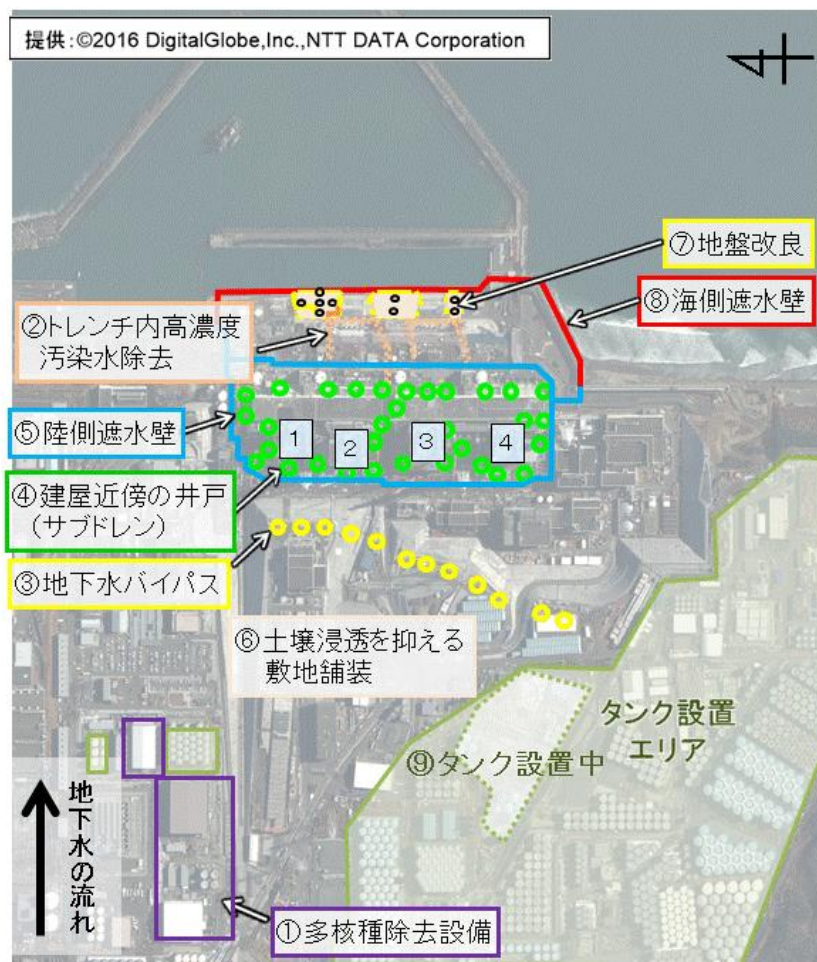 提供:©2016 DigitalGlobe,Inc.,NTT DATA Corporation
⑦地盤改良
⑧海側遮水壁
②トレンチ内高濃度
汚染水除去
⑤陸側遮水壁
1
2
3
4
④建屋近傍の井戸
(サブドレン)
③地下水バイパス
⑥土壌浸透を抑える
敷地舗装
タンク設置
エリア
⑨タンク設置中
地下水の流れ
①多核種除去設備